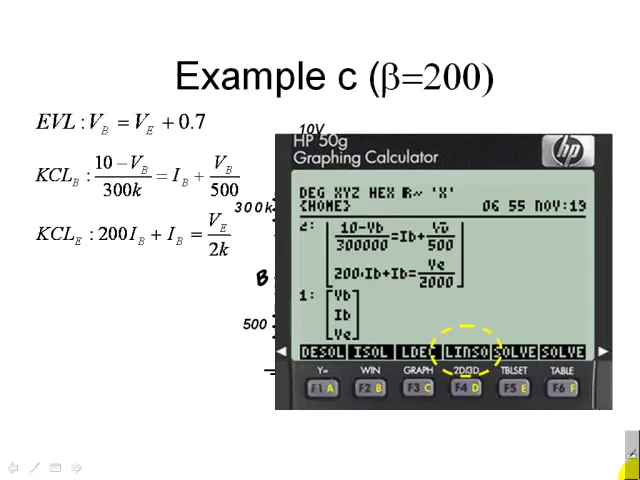 Example c (β=200)
EVL : V_B = V_E + 0.7
KCL_B : (10 − V_B)/300k = I_B + V_B/500
KCL_E : 200I_B + I_B = V_E/2k
10V
300k
B
500
HP 50g
Graphing Calculator
hp
DEG XYZ HEX R~ 'X'
{HOME}
06 55 NOV:19
2: [ (10-Vb)/300000 = Ib + Vb/500
200·Ib+Ib = Ve/2000 ]
1: [ Vb
Ib
Ve ]
DESOL ISOL LDEC LINSO SOLVE SOLVE
Y= WIN GRAPH 2D/3D TBLSET TABLE
F1 A F2 B F3 C F4 D F5 E F6 F